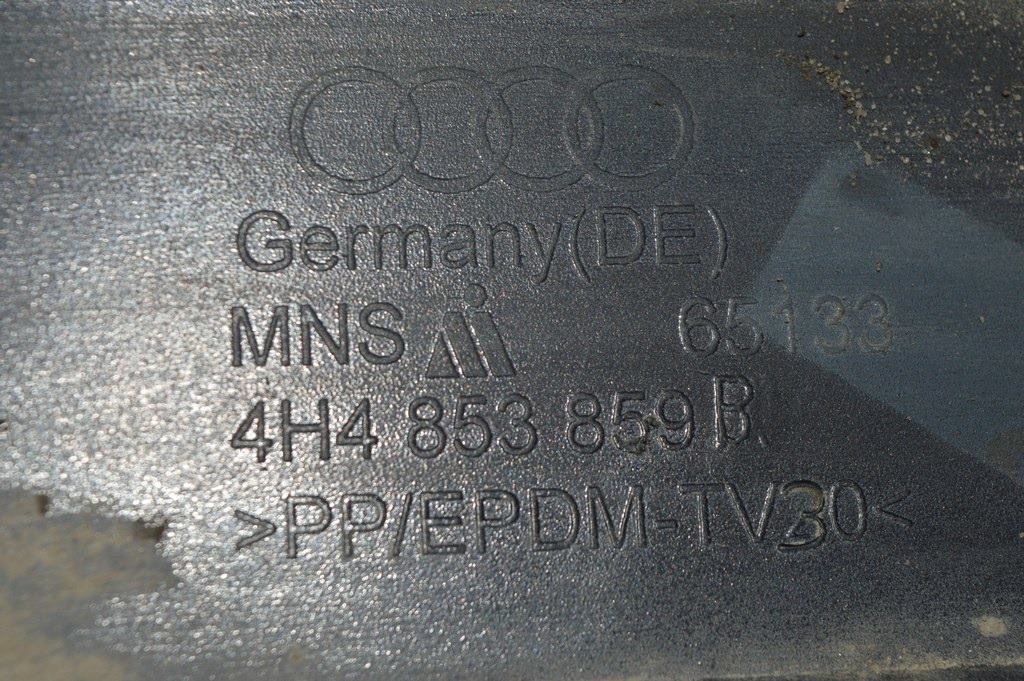 Germany(DE)
MNS 65133
4H4 853 859 B
>PP/EPDM-TV30<